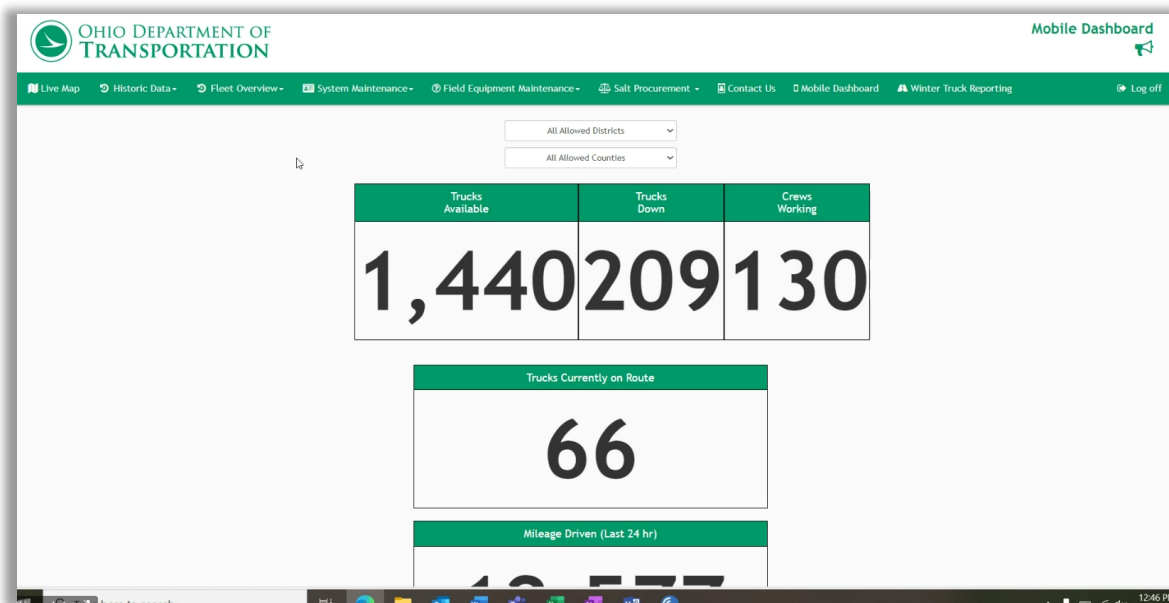 OHIO DEPARTMENT OF
TRANSPORTATION
Mobile Dashboard
Live Map Historic Data Fleet Overview System Maintenance Field Equipment Maintenance Salt Procurement Contact Us Mobile Dashboard Winter Truck Reporting Log off
All Allowed Districts
All Allowed Counties
Trucks
Available
Trucks
Down
Crews
Working
1,440 209 130
Trucks Currently on Route
66
Mileage Driven (Last 24 hr)
12:46 P